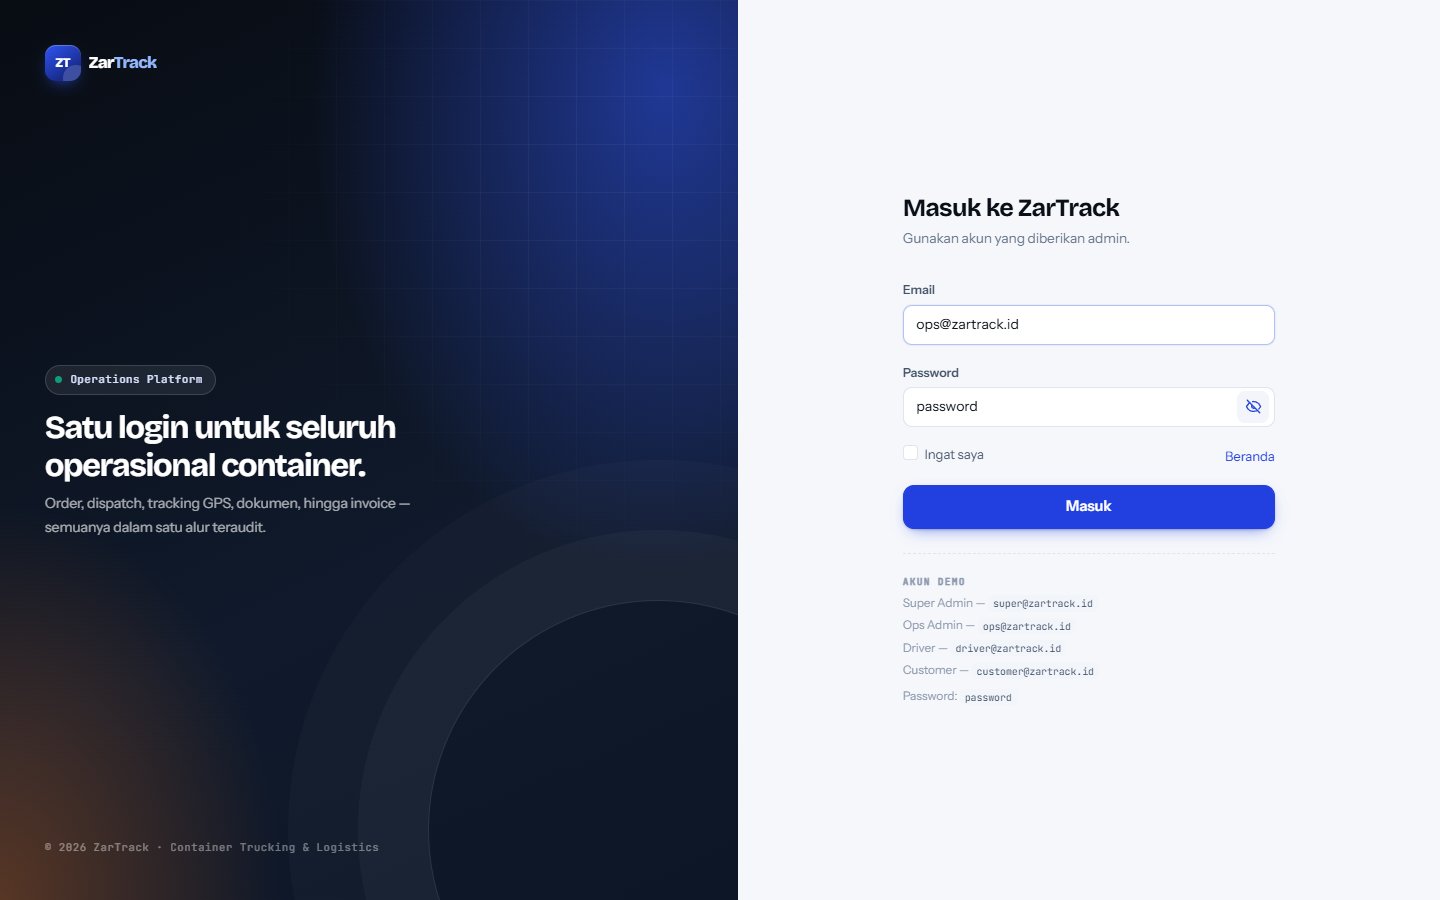 ZT ZarTrack
Operations Platform
Satu login untuk seluruh
operasional container.
Order, dispatch, tracking GPS, dokumen, hingga invoice —
semuanya dalam satu alur teraudit.
© 2026 ZarTrack · Container Trucking & Logistics
Masuk ke ZarTrack
Gunakan akun yang diberikan admin.
Email
ops@zartrack.id
Password
password
Ingat saya
Beranda
Masuk
AKUN DEMO
Super Admin — super@zartrack.id
Ops Admin — ops@zartrack.id
Driver — driver@zartrack.id
Customer — customer@zartrack.id
Password: password